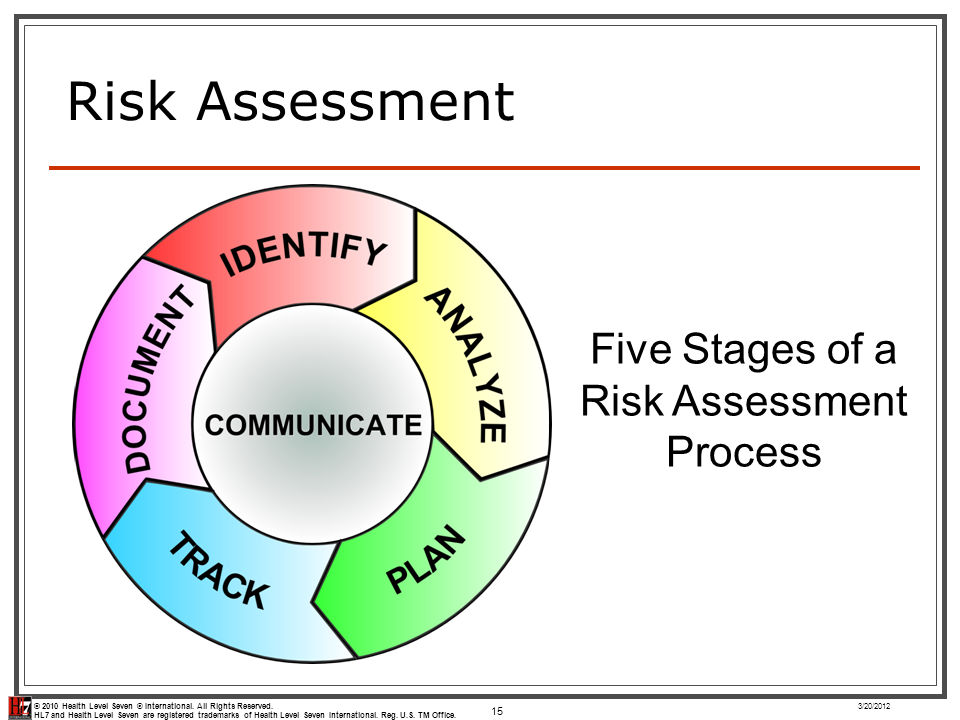 Risk Assessment
IDENTIFY
ANALYZE
PLAN
TRACK
DOCUMENT
COMMUNICATE
Five Stages of a
Risk Assessment
Process
© 2010 Health Level Seven ® International. All Rights Reserved.
HL7 and Health Level Seven are registered trademarks of Health Level Seven International. Reg. U.S. TM Office.
15
3/20/2012
HL7